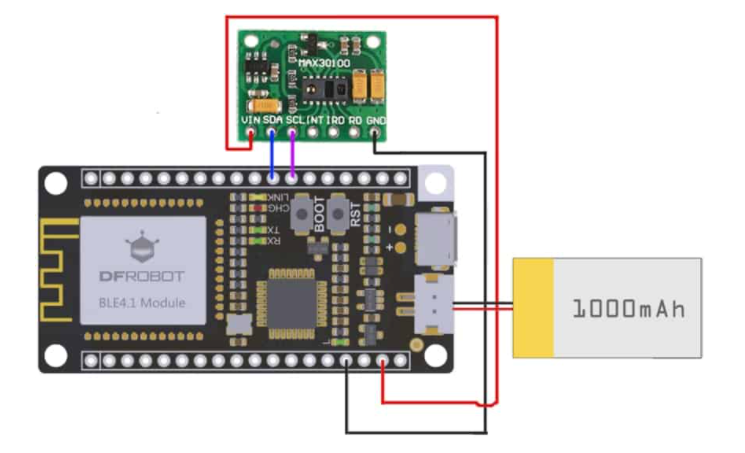 MAX30100
VIN SDA SCL INT IRD RD GND
LINK
CHG
TX
RX
BOOT
RST
-
+
DFROBOT
BLE4.1 Module
L
1000mAh